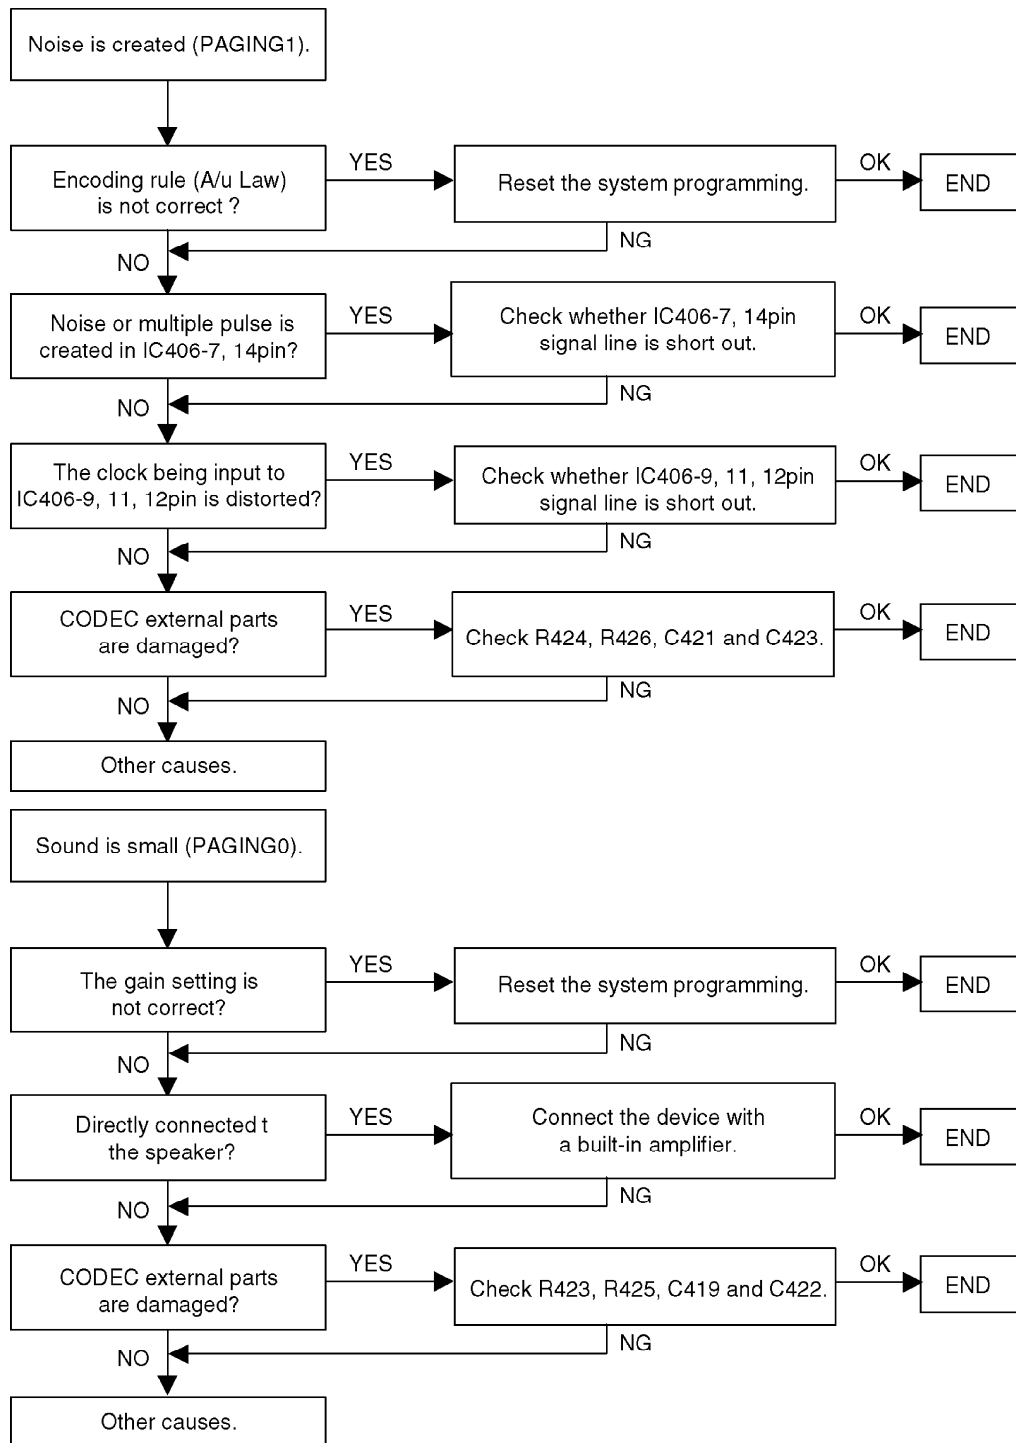 Noise is created (PAGING1).
Encoding rule (A/u Law)
is not correct ?
YES
Reset the system programming.
OK
END
NG
NO
Noise or multiple pulse is
created in IC406-7, 14pin?
YES
Check whether IC406-7, 14pin
signal line is short out.
OK
END
NG
NO
The clock being input to
IC406-9, 11, 12pin is distorted?
YES
Check whether IC406-9, 11, 12pin
signal line is short out.
OK
END
NG
NO
CODEC external parts
are damaged?
YES
Check R424, R426, C421 and C423.
OK
END
NG
NO
Other causes.
Sound is small (PAGING0).
The gain setting is
not correct?
YES
Reset the system programming.
OK
END
NG
NO
Directly connected t
the speaker?
YES
Connect the device with
a built-in amplifier.
OK
END
NG
NO
CODEC external parts
are damaged?
YES
Check R423, R425, C419 and C422.
OK
END
NG
NO
Other causes.